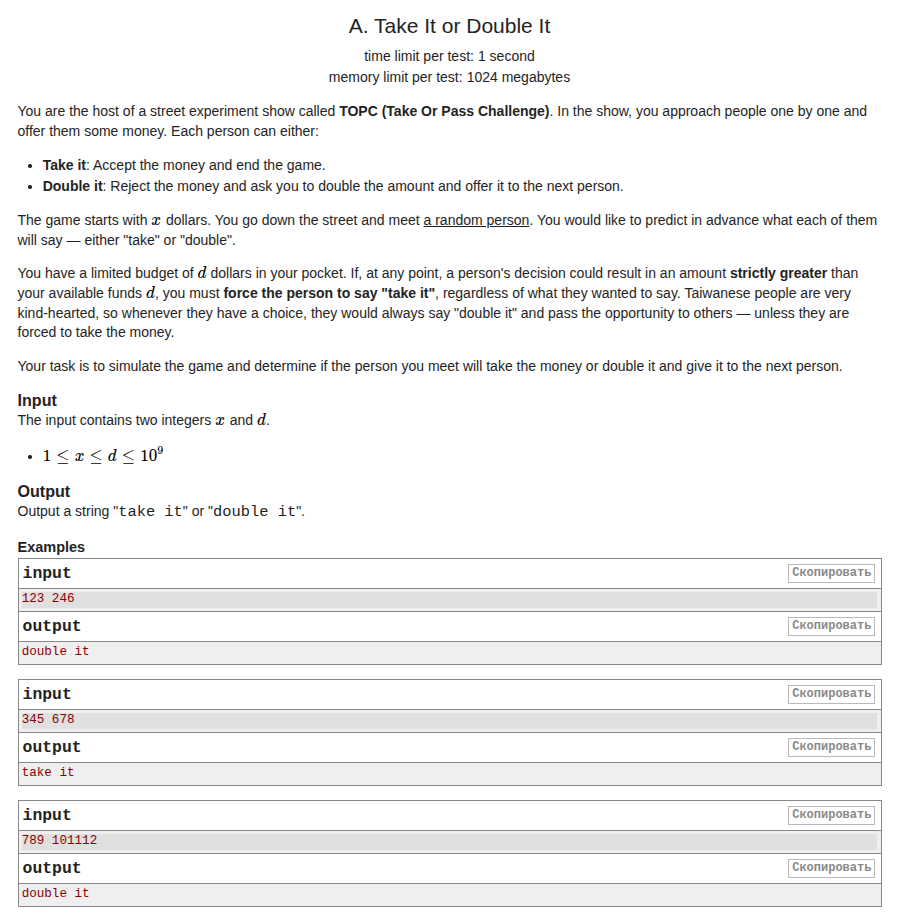 A. Take It or Double It
time limit per test: 1 second
memory limit per test: 1024 megabytes
You are the host of a street experiment show called TOPC (Take Or Pass Challenge). In the show, you approach people one by one and
offer them some money. Each person can either:
• Take it: Accept the money and end the game.
• Double it: Reject the money and ask you to double the amount and offer it to the next person.
The game starts with x dollars. You go down the street and meet a random person. You would like to predict in advance what each of them
will say — either "take" or "double".
You have a limited budget of d dollars in your pocket. If, at any point, a person's decision could result in an amount strictly greater than
your available funds d, you must force the person to say "take it", regardless of what they wanted to say. Taiwanese people are very
kind-hearted, so whenever they have a choice, they would always say "double it" and pass the opportunity to others — unless they are
forced to take the money.
Your task is to simulate the game and determine if the person you meet will take the money or double it and give it to the next person.
Input
The input contains two integers x and d.
• 1 ≤ x ≤ d ≤ 10⁹
Output
Output a string "take it" or "double it".
Examples
input Скопировать
123 246
output Скопировать
double it
input Скопировать
345 678
output Скопировать
take it
input Скопировать
789 101112
output Скопировать
double it